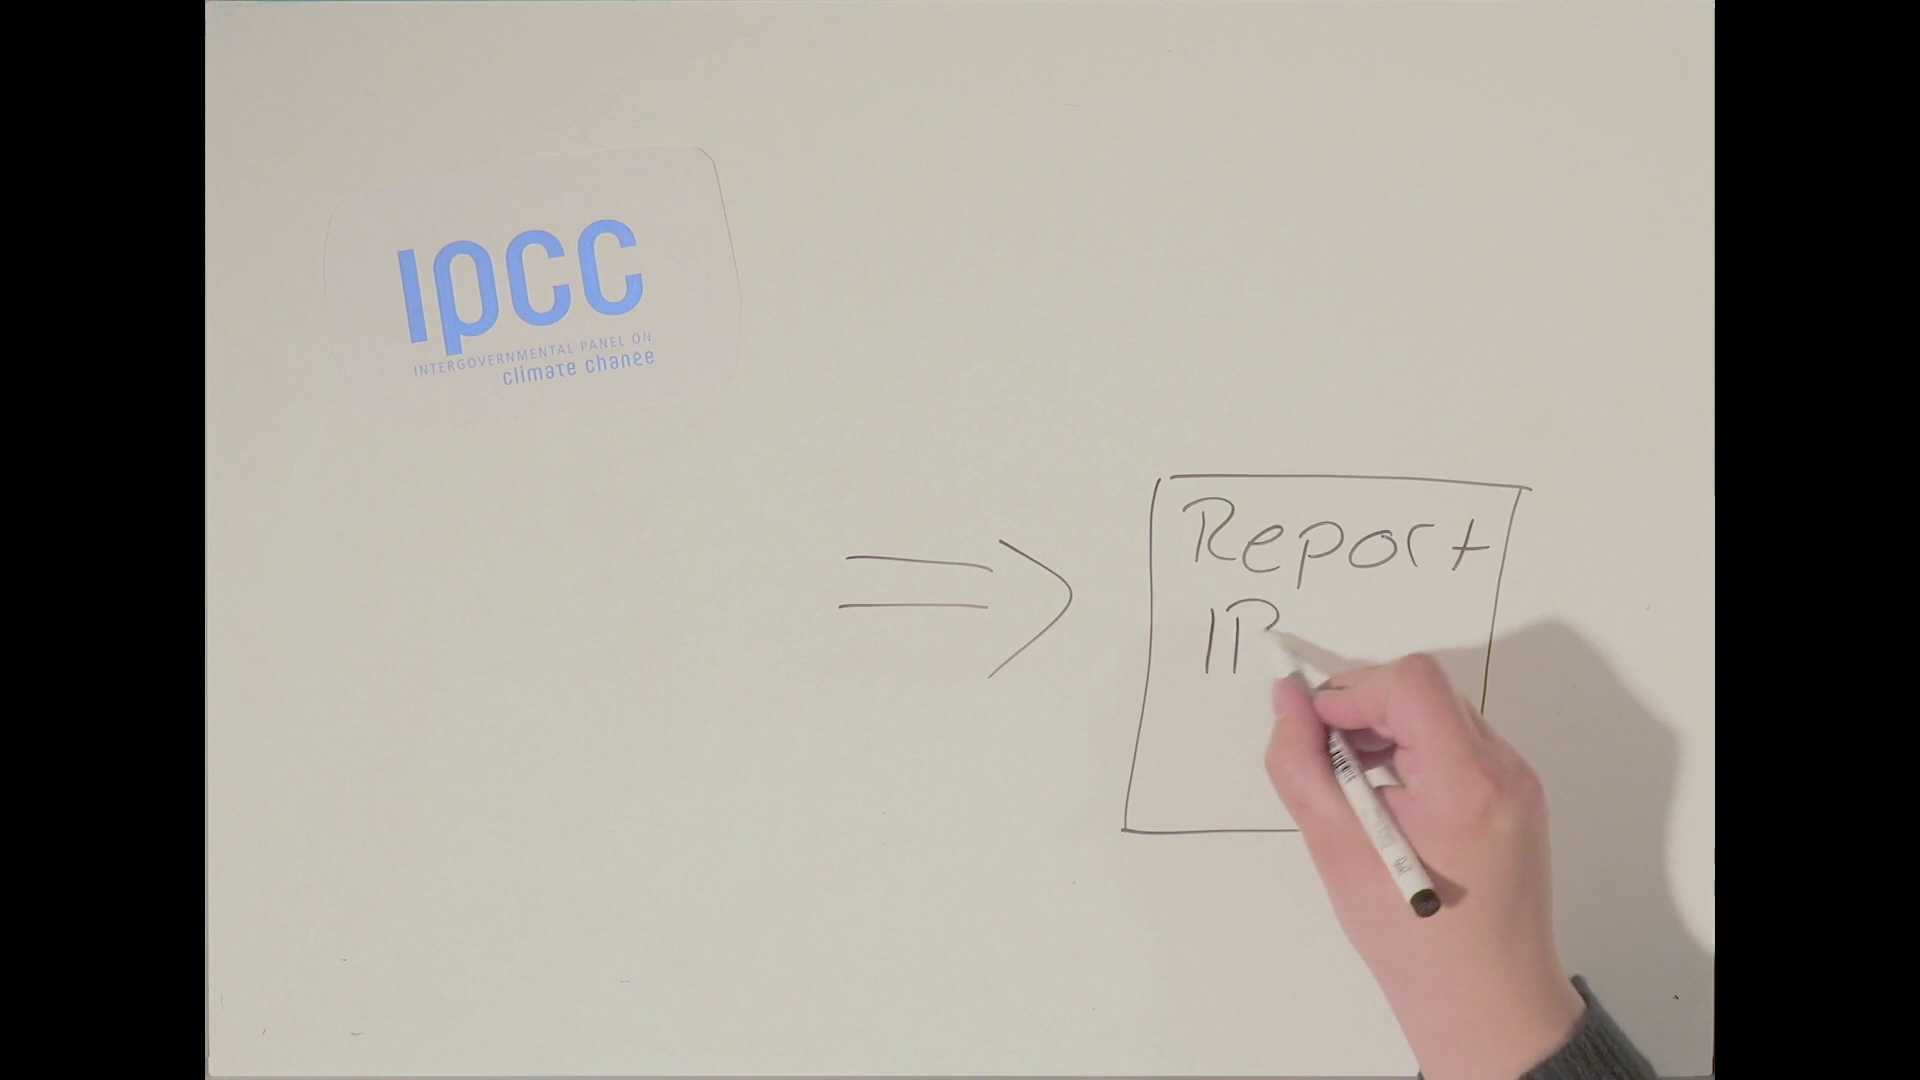 ipcc
INTERGOVERNMENTAL PANEL ON
climate change
Report
IP